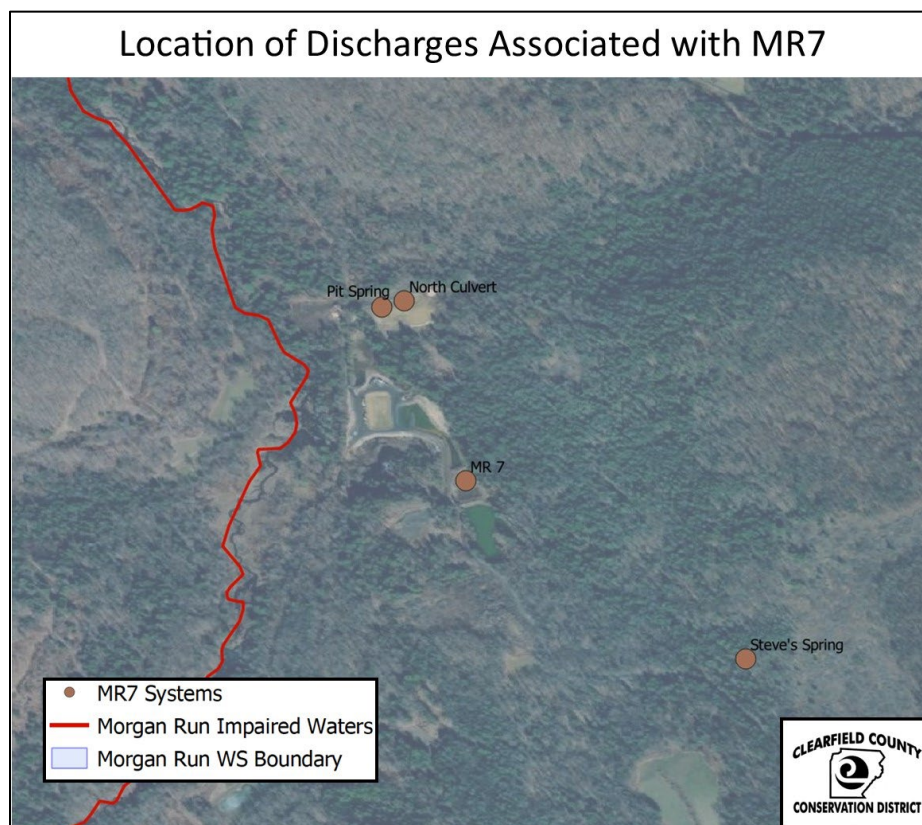 Location of Discharges Associated with MR7
Pit Spring
North Culvert
MR 7
Steve's Spring
MR7 Systems
Morgan Run Impaired Waters
Morgan Run WS Boundary
CLEARFIELD COUNTY
CONSERVATION DISTRICT